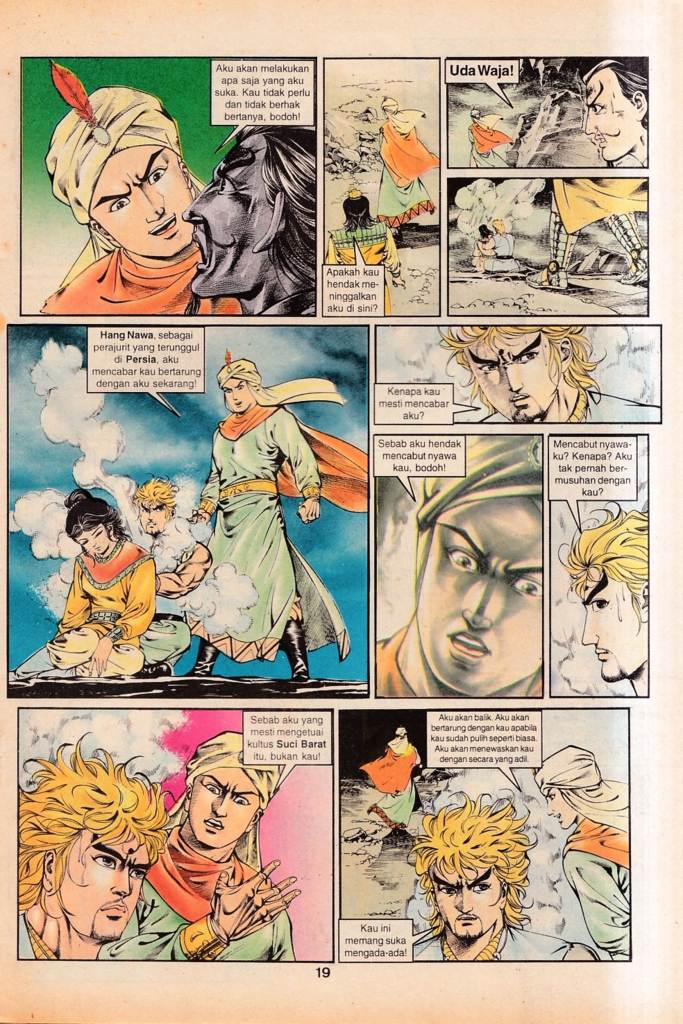 Aku akan melakukan
apa saja yang aku
suka. Kau tidak perlu
dan tidak berhak
bertanya, bodoh!
Apakah kau
hendak me-
ninggalkan
aku di sini?
Uda Waja!
Hang Nawa, sebagai
perajurit yang terunggul
di Persia, aku
mencabar kau bertarung
dengan aku sekarang!
Kenapa kau
mesti mencabar
aku?
Sebab aku hendak
mencabut nyawa
kau, bodoh!
Mencabut nyawa-
ku? Kenapa? Aku
tak pernah ber-
musuhan dengan
kau?
Sebab aku yang
mesti mengetuai
kultus Suci Barat
itu, bukan kau!
Aku akan balik. Aku akan
bertarung dengan kau apabila
kau sudah pulih seperti biasa.
Aku akan menewaskan kau
dengan secara yang adil.
Kau ini
memang suka
mengada-ada!
19